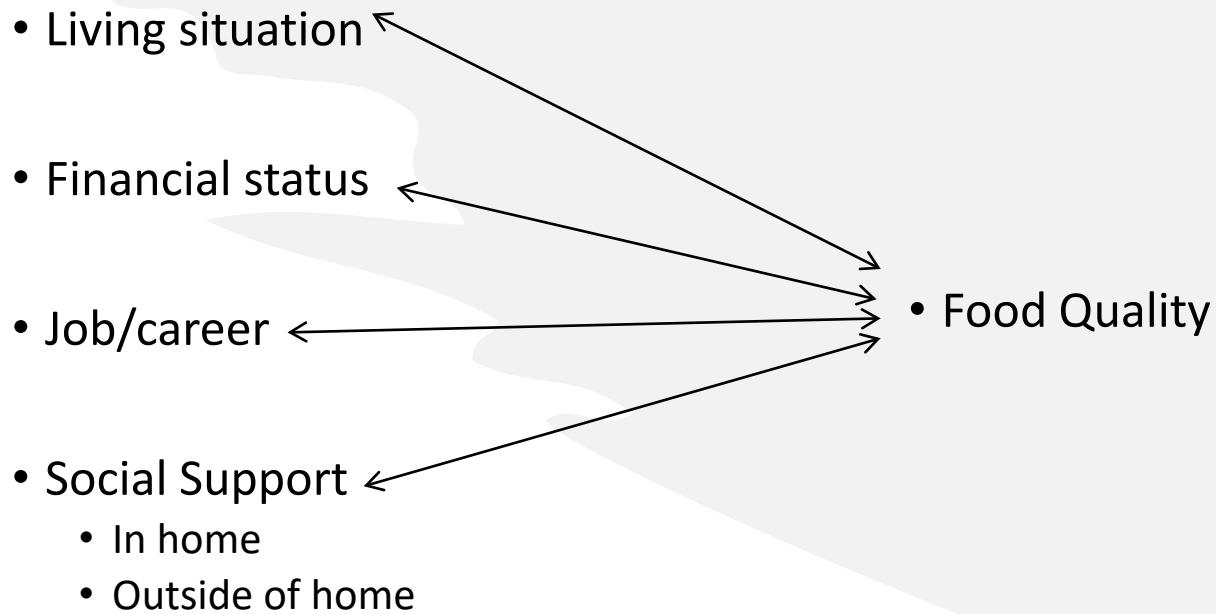 • Living situation
• Financial status
• Job/career
• Food Quality
• Social Support
• In home
• Outside of home